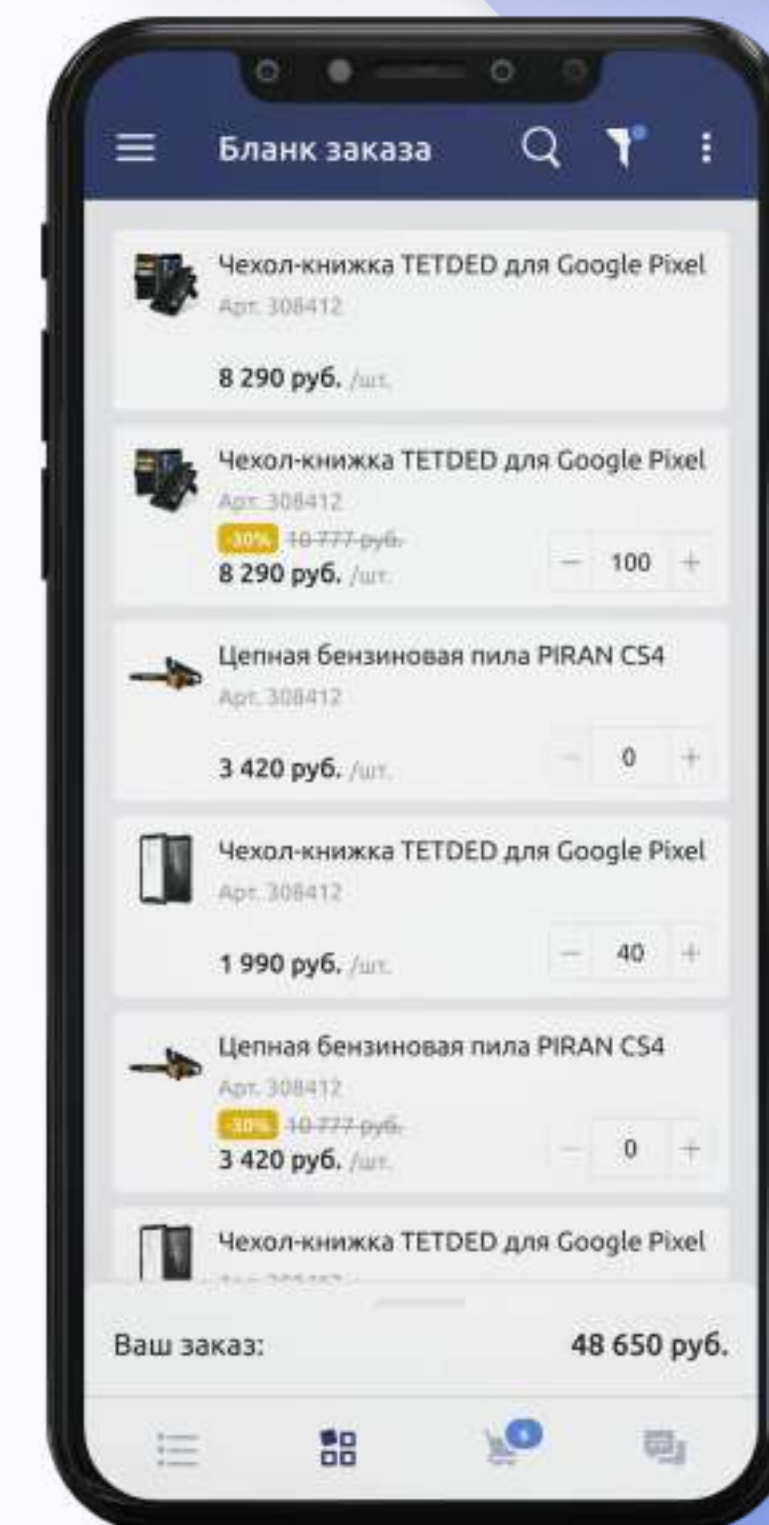 Бланк заказа
Чехол-книжка TETDED для Google Pixel
Арт. 308412
8 290 руб. /шт.
Чехол-книжка TETDED для Google Pixel
Арт. 308412
-30% 10 777 руб.
8 290 руб. /шт.
− 100 +
Цепная бензиновая пила PIRAN CS4
Арт. 308412
3 420 руб. /шт.
− 0 +
Чехол-книжка TETDED для Google Pixel
Арт. 308412
1 990 руб. /шт.
− 40 +
Цепная бензиновая пила PIRAN CS4
Арт. 308412
-30% 10 777 руб.
3 420 руб. /шт.
− 0 +
Чехол-книжка TETDED для Google Pixel
Ваш заказ: 48 650 руб.